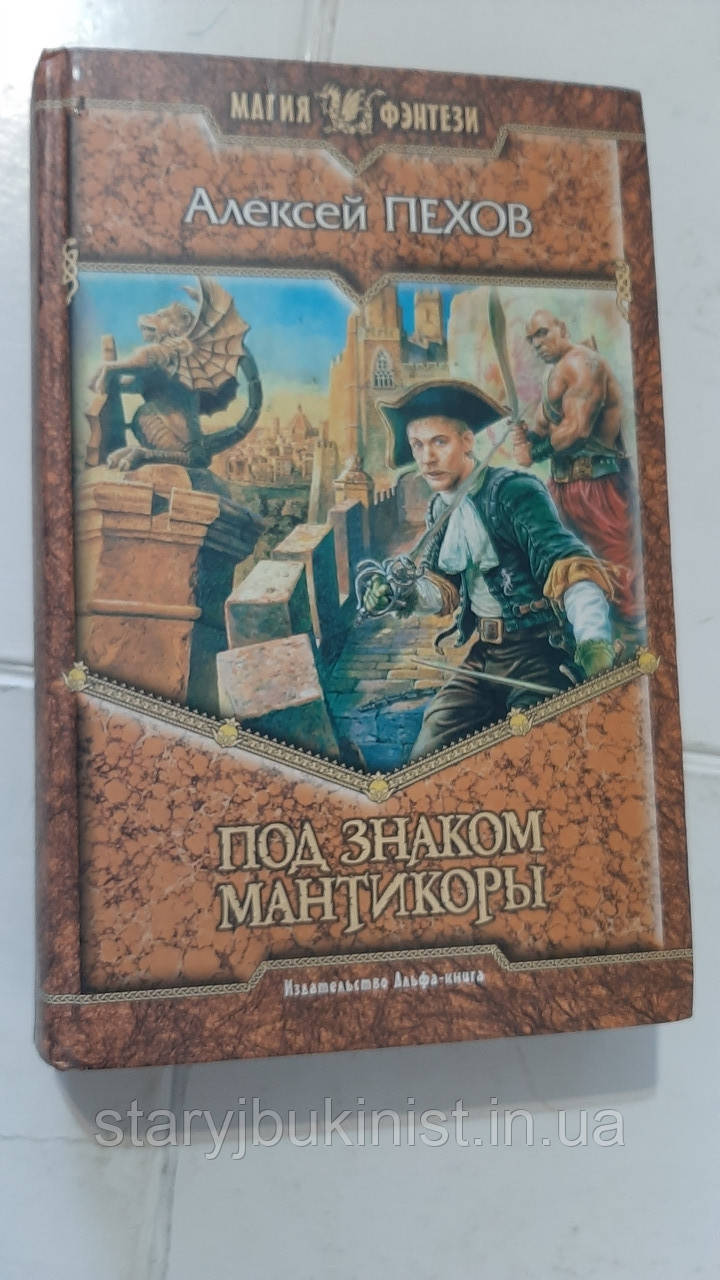 МАГИЯ ФЭНТЕЗИ
Алексей ПЕХОВ
ПОД ЗНАКОМ
МАНТИКОРЫ
Издательство Альфа-книга
staryjbukinist.in.ua